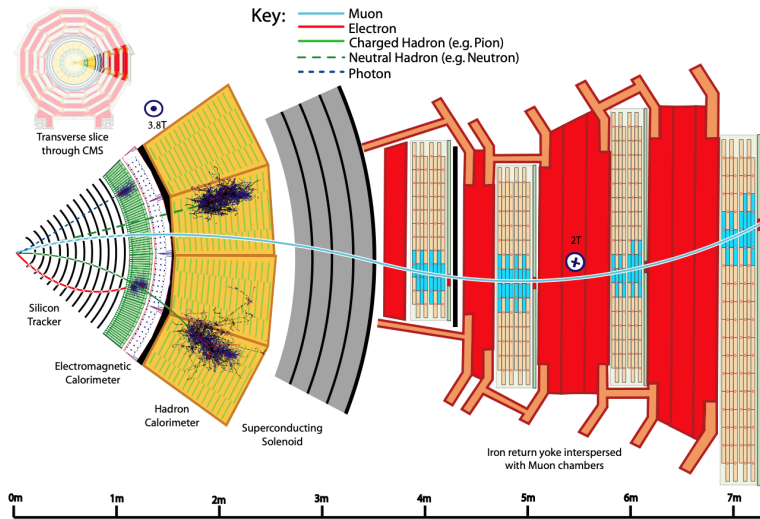 Key:
Muon
Electron
Charged Hadron (e.g. Pion)
Neutral Hadron (e.g. Neutron)
Photon
Transverse slice
through CMS
3.8T
2T
Silicon
Tracker
Electromagnetic
Calorimeter
Hadron
Calorimeter
Superconducting
Solenoid
Iron return yoke interspersed
with Muon chambers
0m 1m 2m 3m 4m 5m 6m 7m